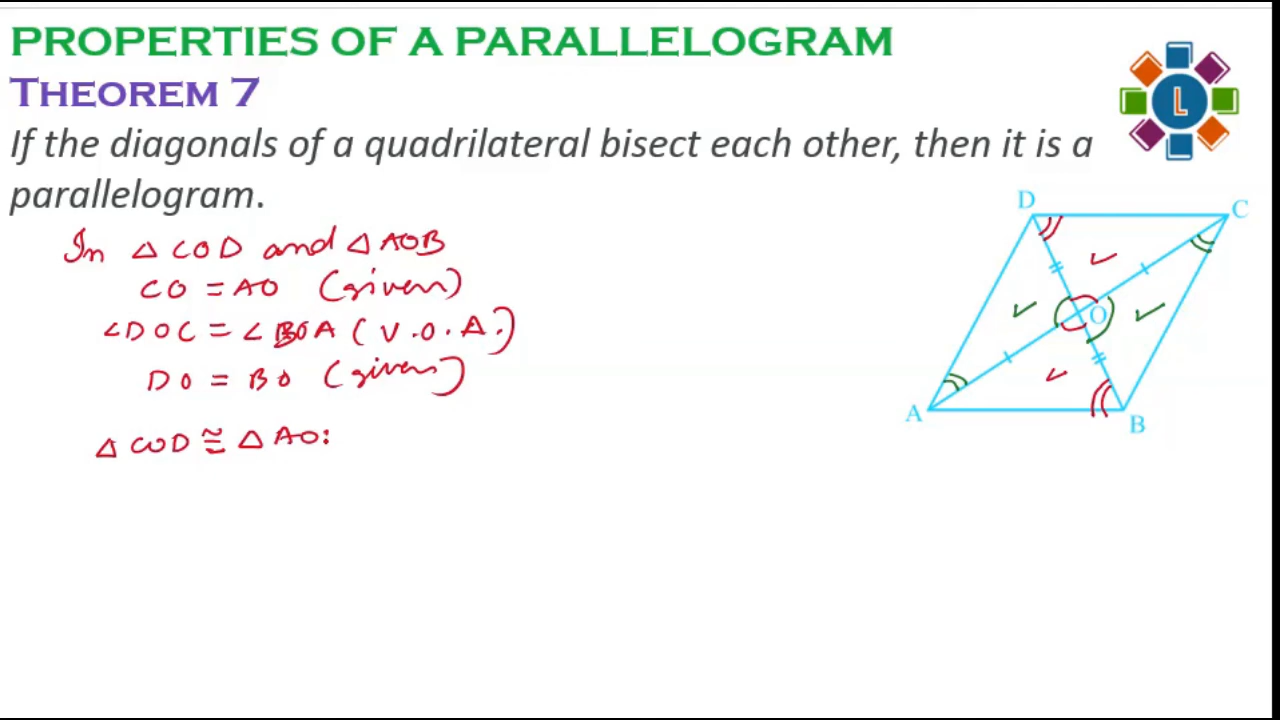 PROPERTIES OF A PARALLELOGRAM
THEOREM 7
If the diagonals of a quadrilateral bisect each other, then it is a
parallelogram.
L
In △ COD and △ AOB
CO = AO (given)
∠DOC = ∠BOA (V.O.A.)
DO = BO (given)
△ COD ≅ △ AO:
D
C
O
A
B